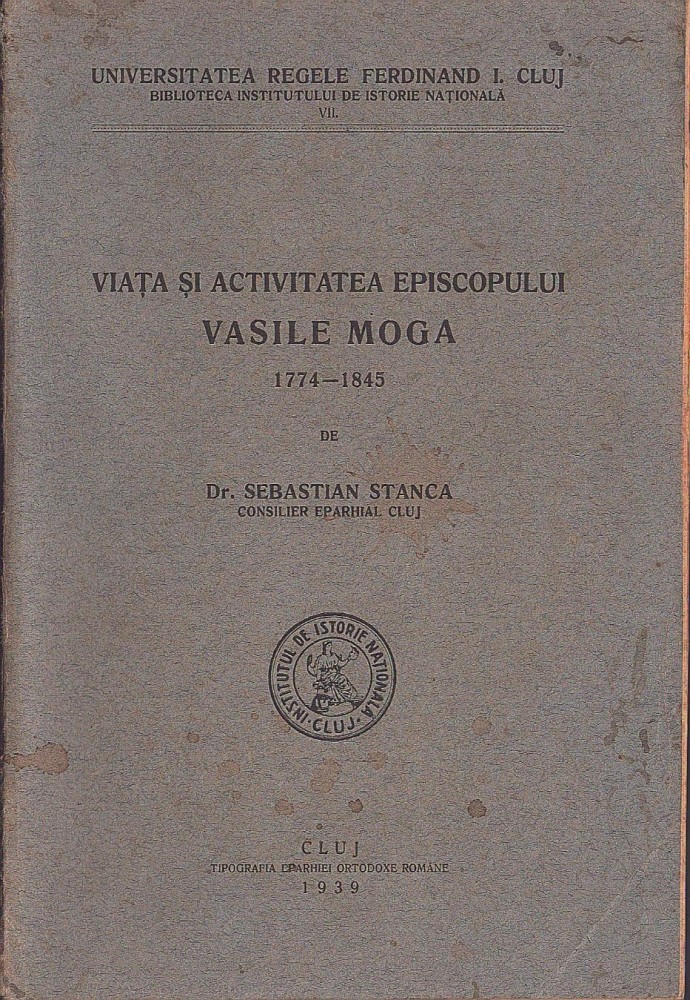 UNIVERSITATEA REGELE FERDINAND I. CLUJ
BIBLIOTECA INSTITUTULUI DE ISTORIE NAȚIONALĂ
VII.
VIAȚA ȘI ACTIVITATEA EPISCOPULUI
VASILE MOGA
1774—1845
DE
Dr. SEBASTIAN STANCA
CONSILIER EPARHIAL CLUJ
INSTITUTUL DE ISTORIE NAȚIONALĂ
· CLUJ ·
CLUJ
TIPOGRAFIA EPARHIEI ORTODOXE ROMÂNE
1939